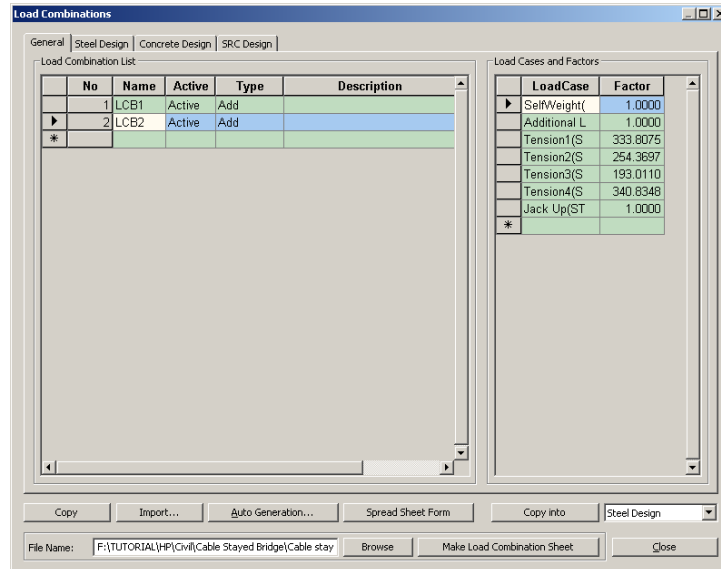 Load Combinations
General Steel Design Concrete Design SRC Design
Load Combination List
No Name Active Type Description
1 LCB1 Active Add
2 LCB2 Active Add
Load Cases and Factors
LoadCase Factor
SelfWeight( 1.0000
Additional L 1.0000
Tension1(S 333.8075
Tension2(S 254.3697
Tension3(S 193.0110
Tension4(S 340.8348
Jack Up(ST 1.0000
Copy Import... Auto Generation... Spread Sheet Form Copy into Steel Design
File Name: F:\TUTORIAL\HP\Civil\Cable Stayed Bridge\Cable stay Browse Make Load Combination Sheet Close